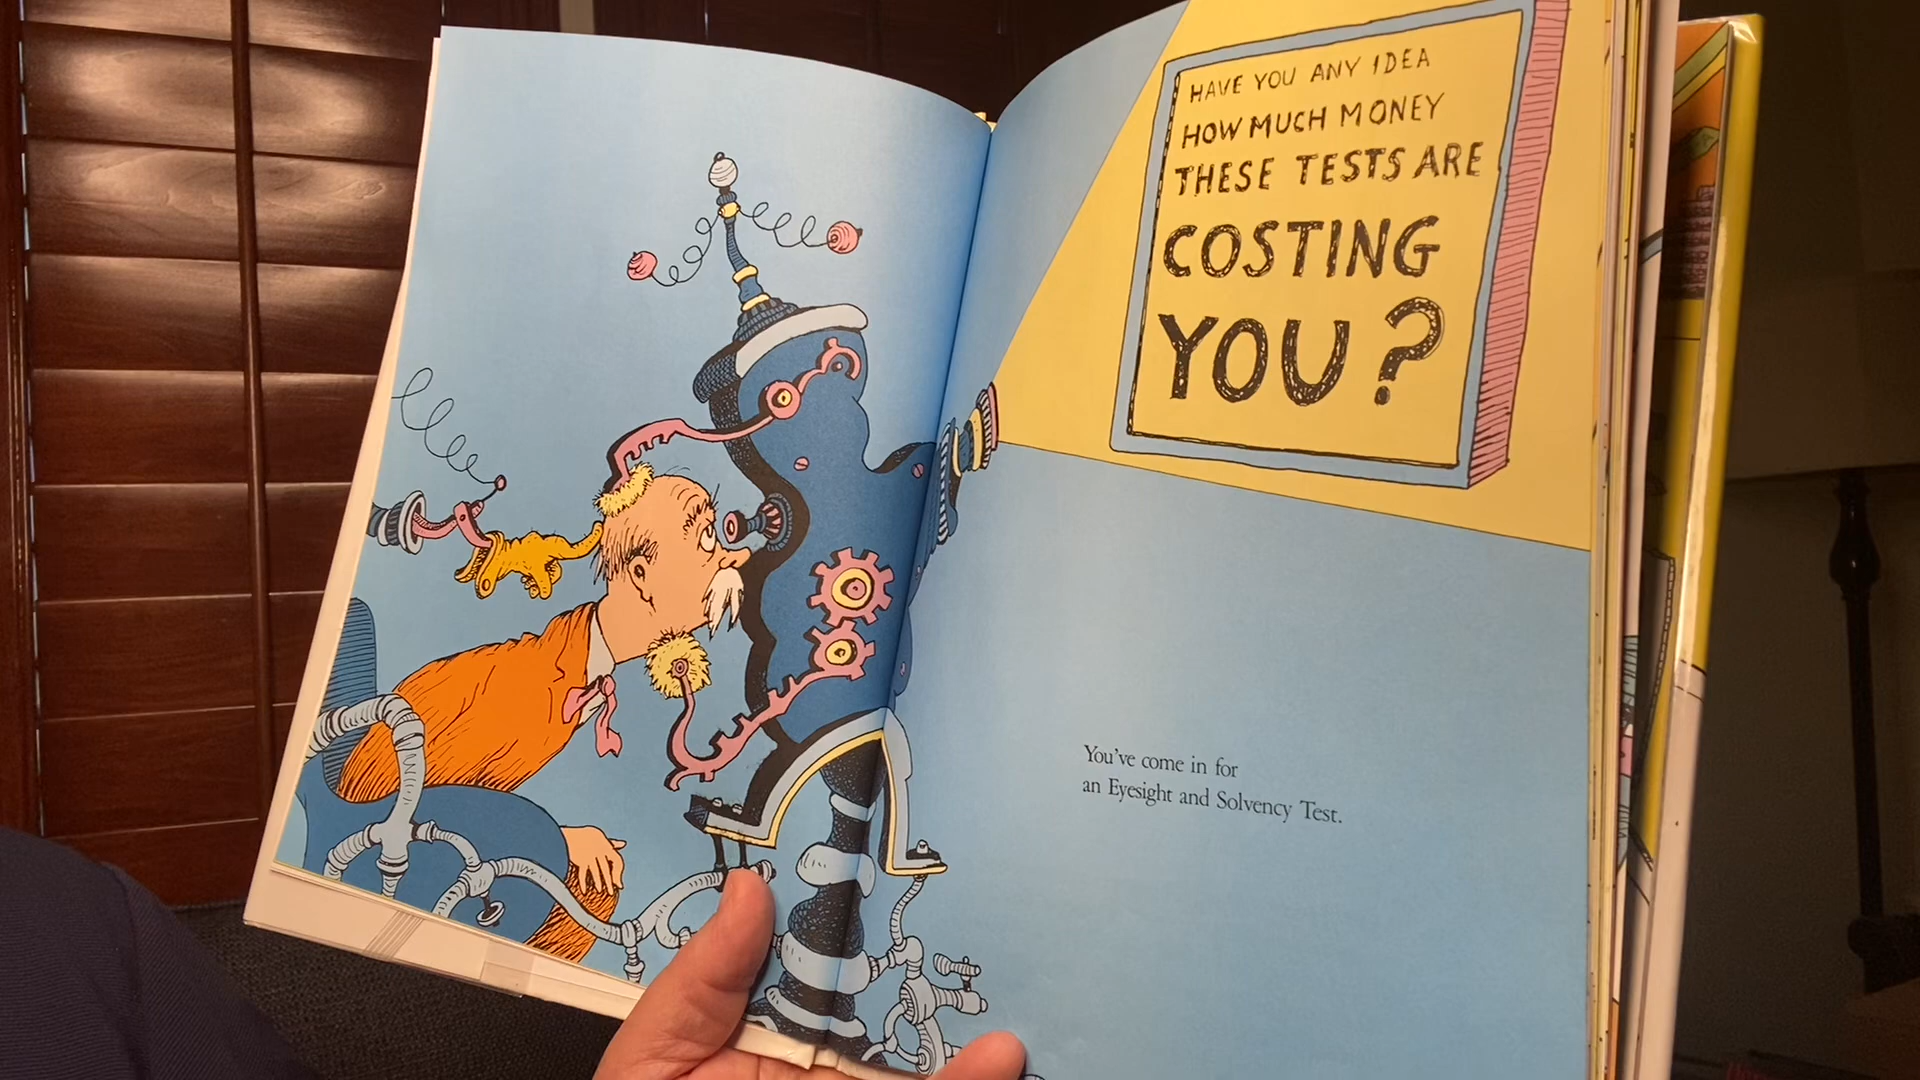 HAVE YOU ANY IDEA
HOW MUCH MONEY
THESE TESTS ARE
COSTING
YOU?
You've come in for
an Eyesight and Solvency Test.